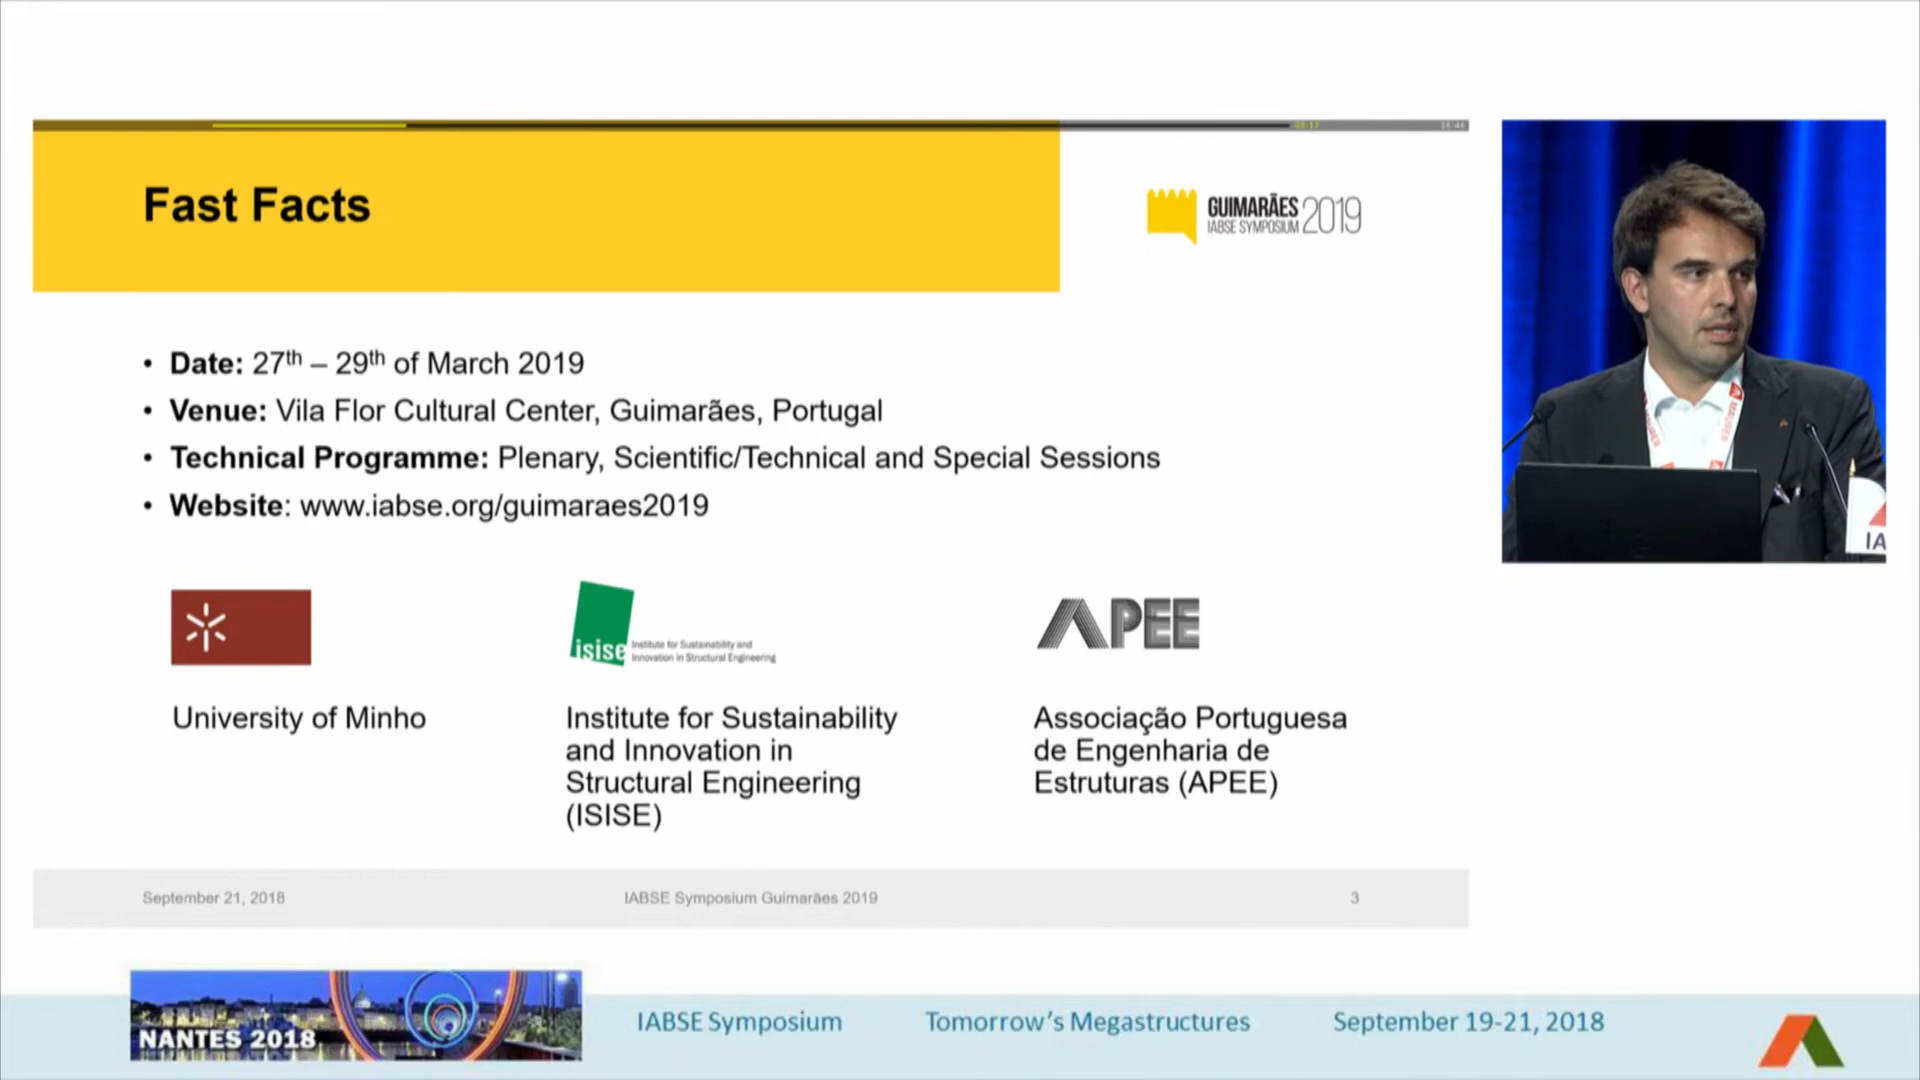 Fast Facts
GUIMARÃES
IABSE SYMPOSIUM 2019
• Date: 27th – 29th of March 2019
• Venue: Vila Flor Cultural Center, Guimarães, Portugal
• Technical Programme: Plenary, Scientific/Technical and Special Sessions
• Website: www.iabse.org/guimaraes2019
isise Institute for Sustainability and
Innovation in Structural Engineering
APEE
University of Minho
Institute for Sustainability
and Innovation in
Structural Engineering
(ISISE)
Associação Portuguesa
de Engenharia de
Estruturas (APEE)
MAURER
IA
September 21, 2018 IABSE Symposium Guimarães 2019 3
NANTES 2018
IABSE Symposium Tomorrow's Megastructures September 19-21, 2018